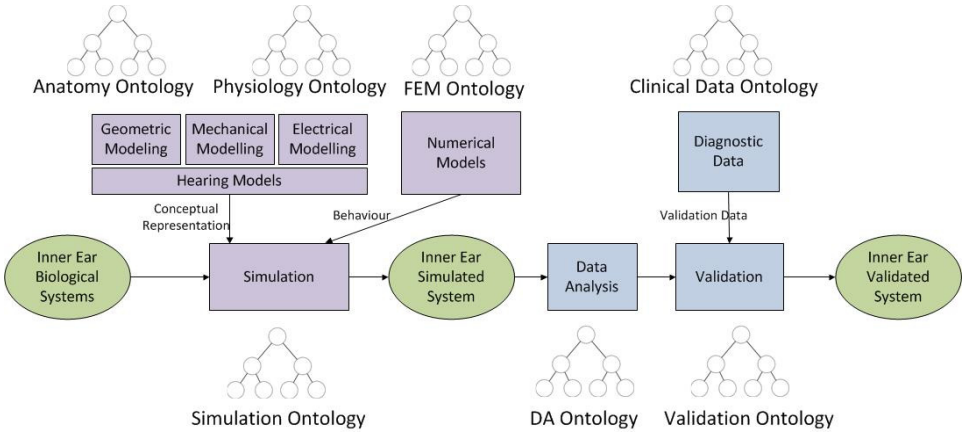 Anatomy Ontology
Physiology Ontology
FEM Ontology
Clinical Data Ontology
Geometric
Modeling
Mechanical
Modelling
Electrical
Modelling
Hearing Models
Numerical
Models
Diagnostic
Data
Conceptual
Representation
Behaviour
Validation Data
Inner Ear
Biological
Systems
Simulation
Inner Ear
Simulated
System
Data
Analysis
Validation
Inner Ear
Validated
System
Simulation Ontology
DA Ontology
Validation Ontology